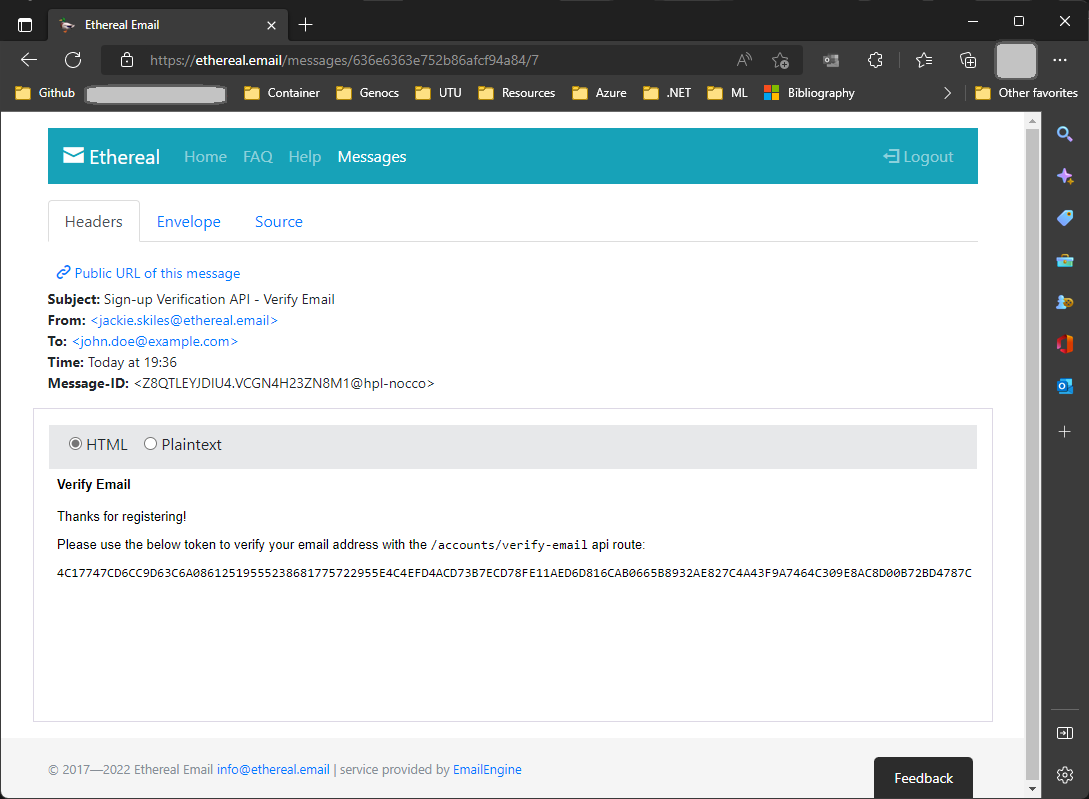 Ethereal Email
https://ethereal.email/messages/636e6363e752b86afcf94a84/7
Github Container Genocs UTU Resources Azure .NET ML Bibliography Other favorites
Ethereal Home FAQ Help Messages Logout
Headers Envelope Source
Public URL of this message
Subject: Sign-up Verification API - Verify Email
From: <jackie.skiles@ethereal.email>
To: <john.doe@example.com>
Time: Today at 19:36
Message-ID: <Z8QTLEYJDIU4.VCGN4H23ZN8M1@hpl-nocco>
HTML Plaintext
Verify Email
Thanks for registering!
Please use the below token to verify your email address with the /accounts/verify-email api route:
4C17747CD6CC9D63C6A08612519555238681775722955E4C4EFD4ACD73B7ECD78FE11AED6D816CAB0665B8932AE827C4A43F9A7464C309E8AC8D00B72BD4787C
© 2017—2022 Ethereal Email info@ethereal.email | service provided by EmailEngine
Feedback